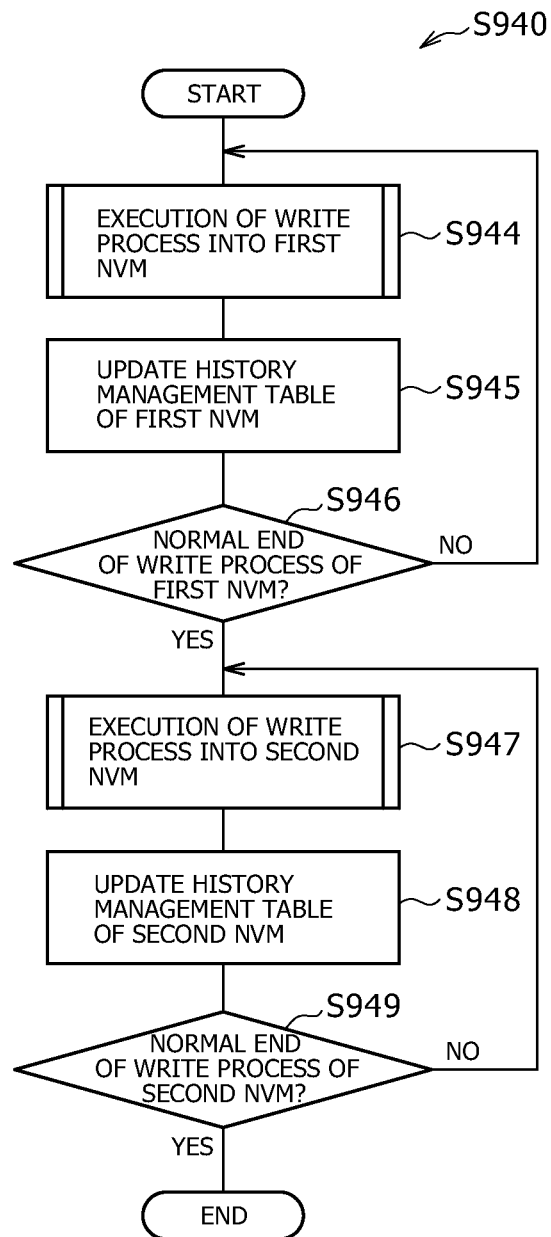 S940
START
EXECUTION OF WRITE
PROCESS INTO FIRST
NVM
S944
UPDATE HISTORY
MANAGEMENT TABLE
OF FIRST NVM
S945
S946
NORMAL END
OF WRITE PROCESS OF
FIRST NVM?
NO
YES
EXECUTION OF WRITE
PROCESS INTO SECOND
NVM
S947
UPDATE HISTORY
MANAGEMENT TABLE
OF SECOND NVM
S948
S949
NORMAL END
OF WRITE PROCESS OF
SECOND NVM?
NO
YES
END